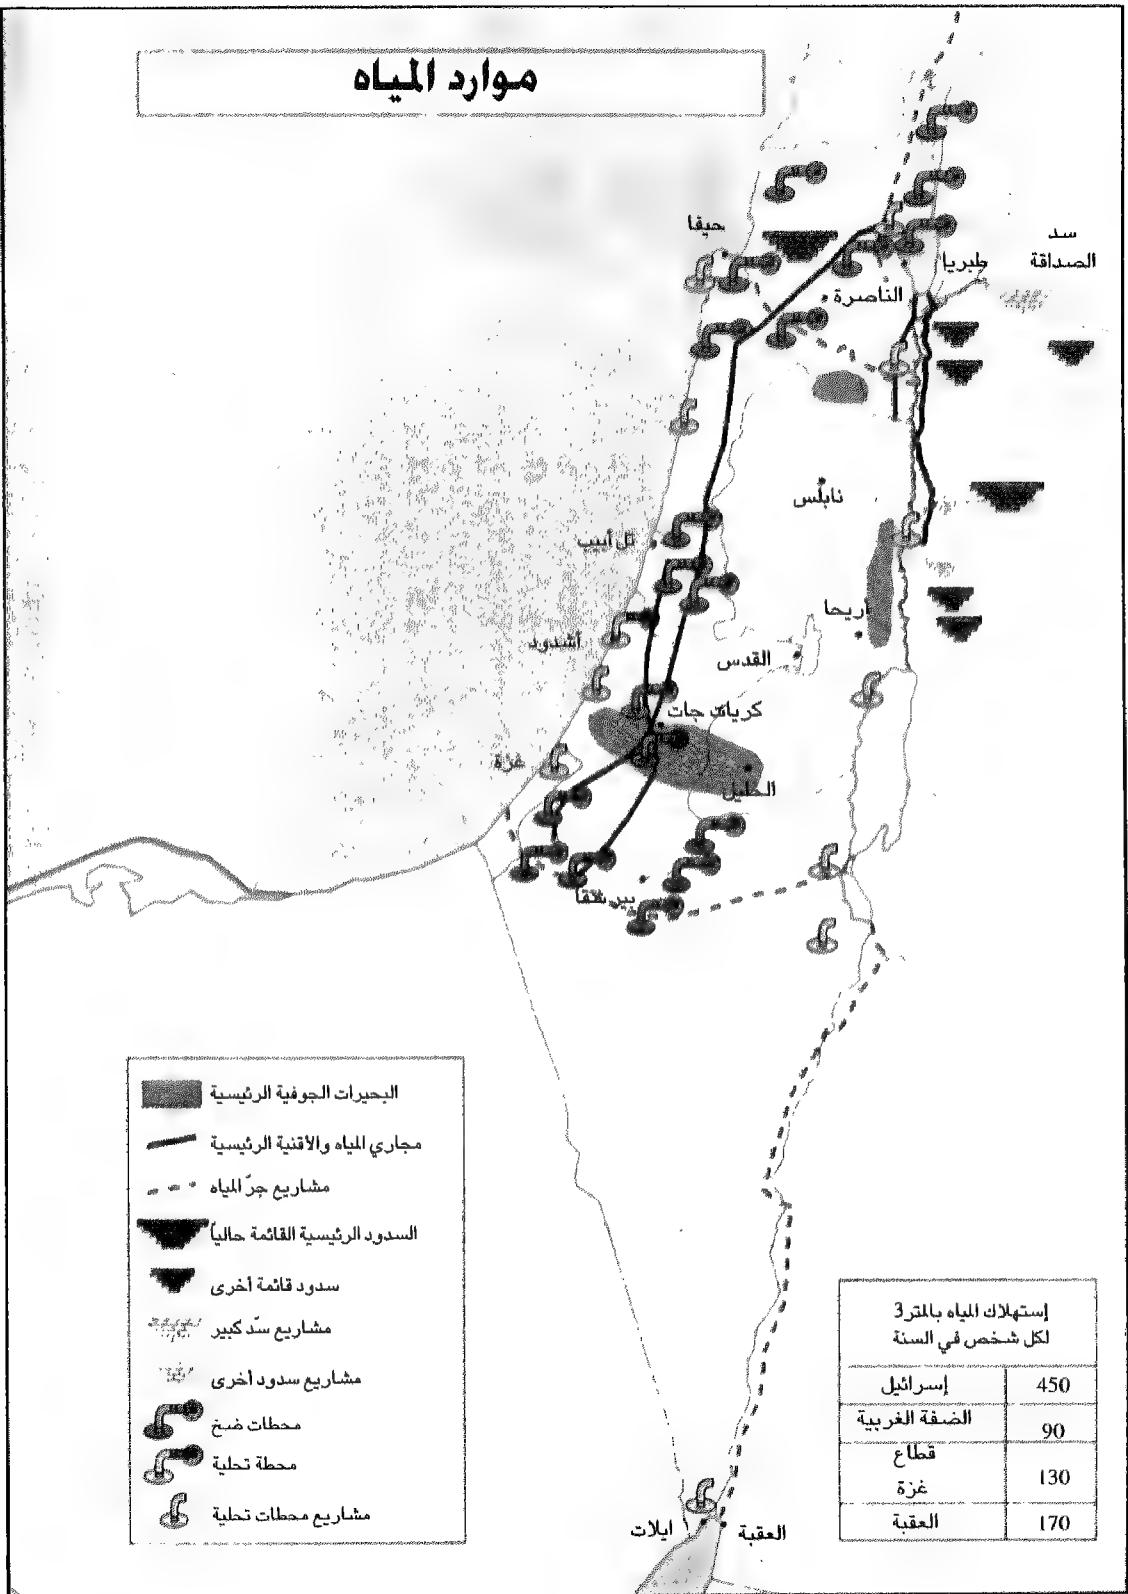 موارد المياه
حيفا
سد
الصداقة
طبريا
الناصرة
نابلس
تل أبيب
أريحا
أشدود
القدس
كريات جات
غزة
الخليل
بير
البحيرات الجوفية الرئيسية
مجاري المياه والأقنية الرئيسية
مشاريع جرّ المياه
السدود الرئيسية القائمة حالياً
سدود قائمة أخرى
مشاريع سدّ كبير
مشاريع سدود أخرى
محطات ضخ
محطة تحلية
مشاريع محطات تحلية
إستهلاك المياه بالمتر3
لكل شخص في السنة
إسرائيل 450
الضفة الغربية 90
قطاع
غزة 130
العقبة 170
ايلات
العقبة